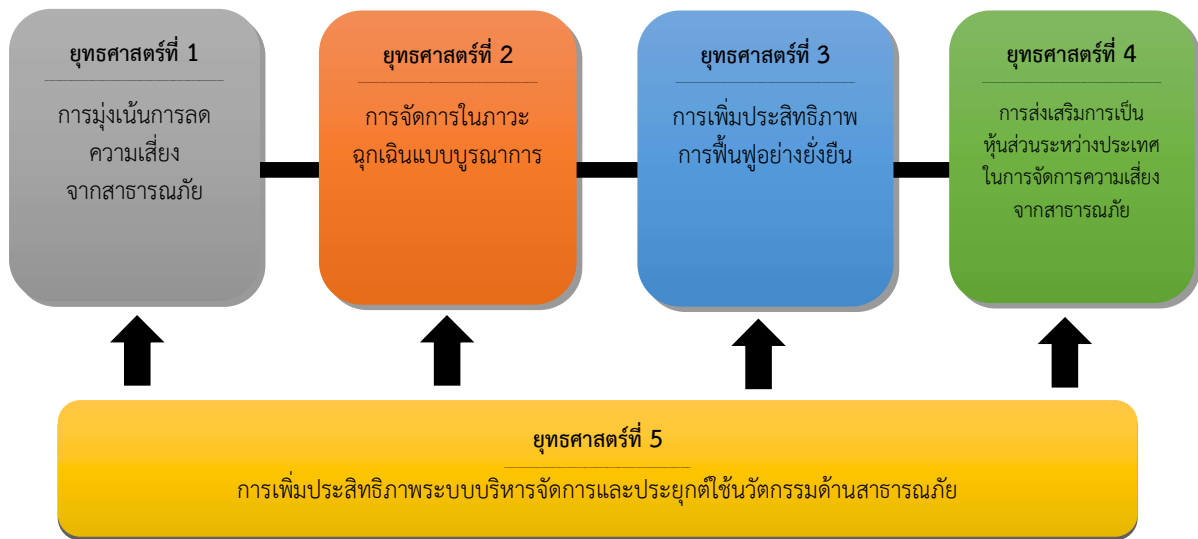 ยุทธศาสตร์ที่ 1
การมุ่งเน้นการลด
ความเสี่ยง
จากสาธารณภัย
ยุทธศาสตร์ที่ 2
การจัดการในภาวะ
ฉุกเฉินแบบบูรณาการ
ยุทธศาสตร์ที่ 3
การเพิ่มประสิทธิภาพ
การฟื้นฟูอย่างยั่งยืน
ยุทธศาสตร์ที่ 4
การส่งเสริมการเป็น
หุ้นส่วนระหว่างประเทศ
ในการจัดการความเสี่ยง
จากสาธารณภัย
ยุทธศาสตร์ที่ 5
การเพิ่มประสิทธิภาพระบบบริหารจัดการและประยุกต์ใช้นวัตกรรมด้านสาธารณภัย